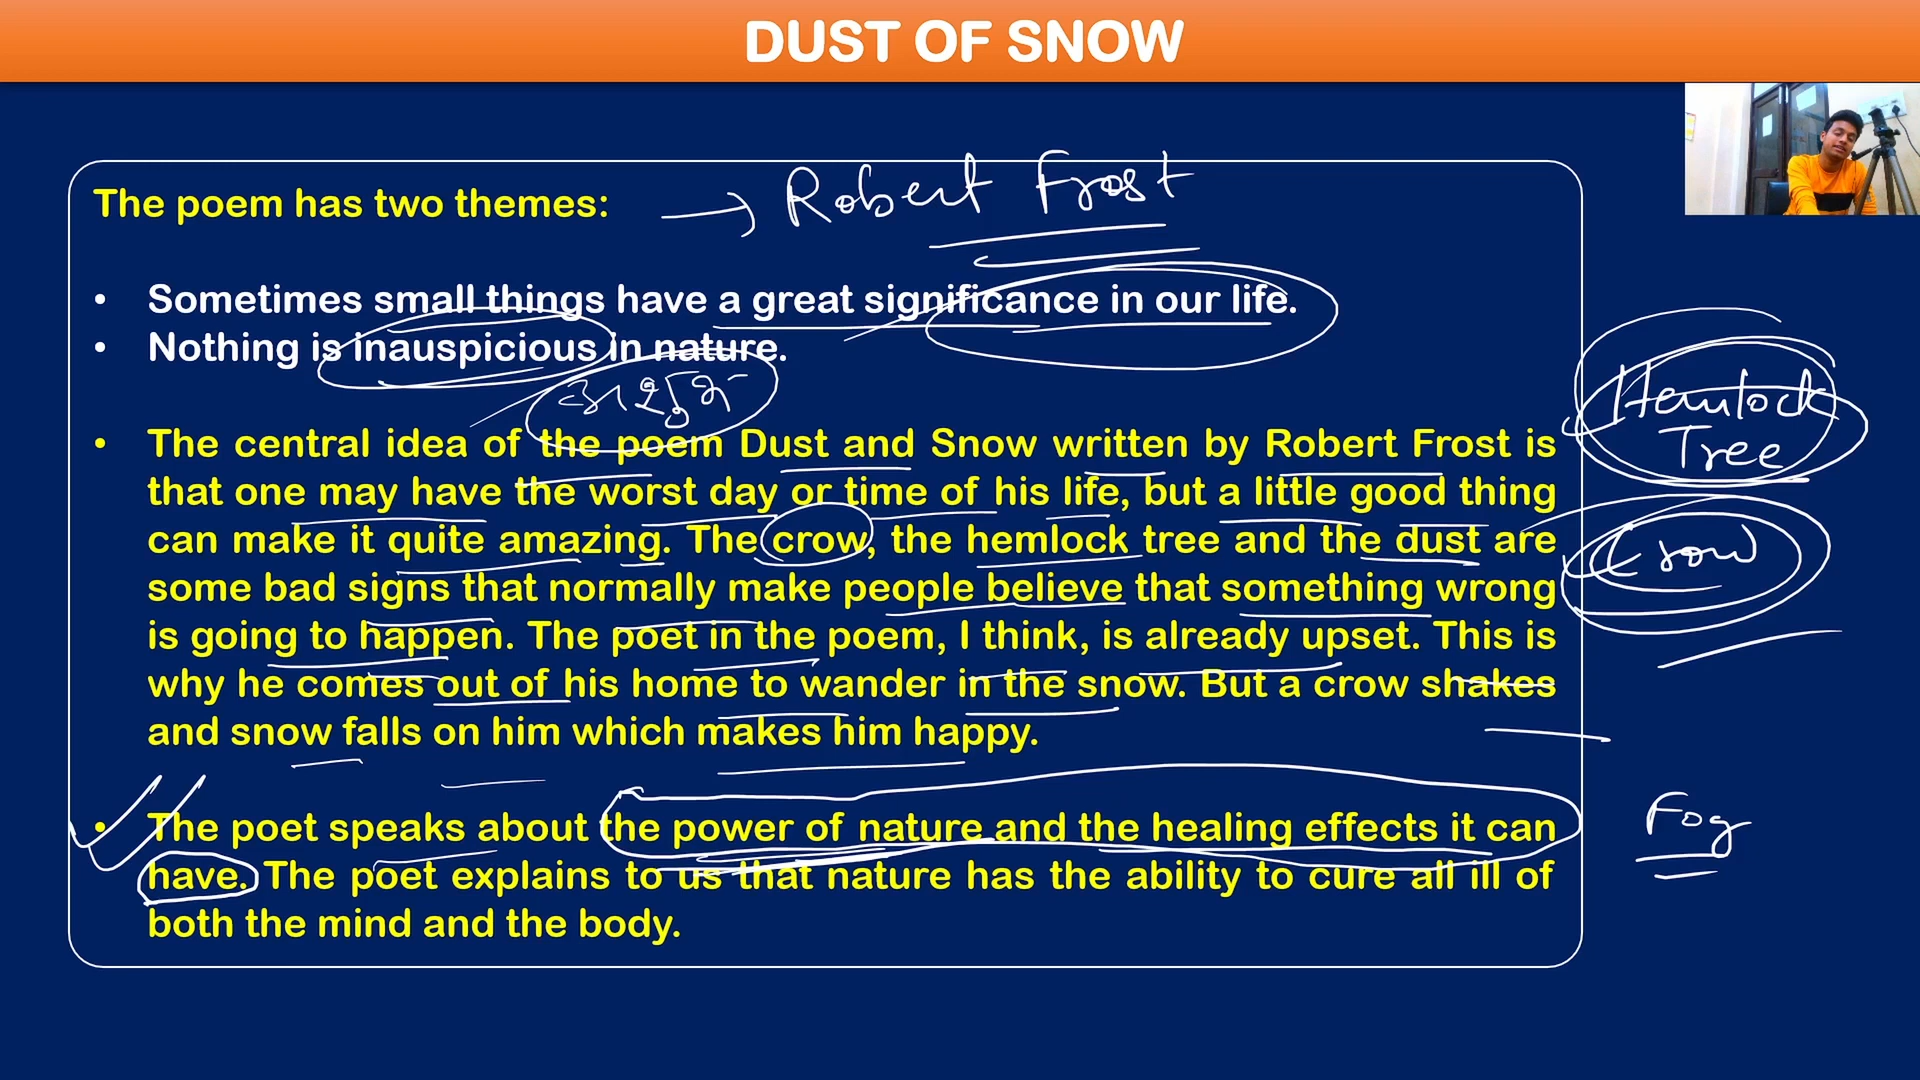 DUST OF SNOW
The poem has two themes: → Robert Frost
• Sometimes small things have a great significance in our life.
• Nothing is inauspicious in nature.
Hemlock
Tree
• The central idea of the poem Dust and Snow written by Robert Frost is
that one may have the worst day or time of his life, but a little good thing
can make it quite amazing. The crow, the hemlock tree and the dust are
Crow
some bad signs that normally make people believe that something wrong
is going to happen. The poet in the poem, I think, is already upset. This is
why he comes out of his home to wander in the snow. But a crow shakes
and snow falls on him which makes him happy.
• The poet speaks about the power of nature and the healing effects it can
Fog
have. The poet explains to us that nature has the ability to cure all ill of
both the mind and the body.